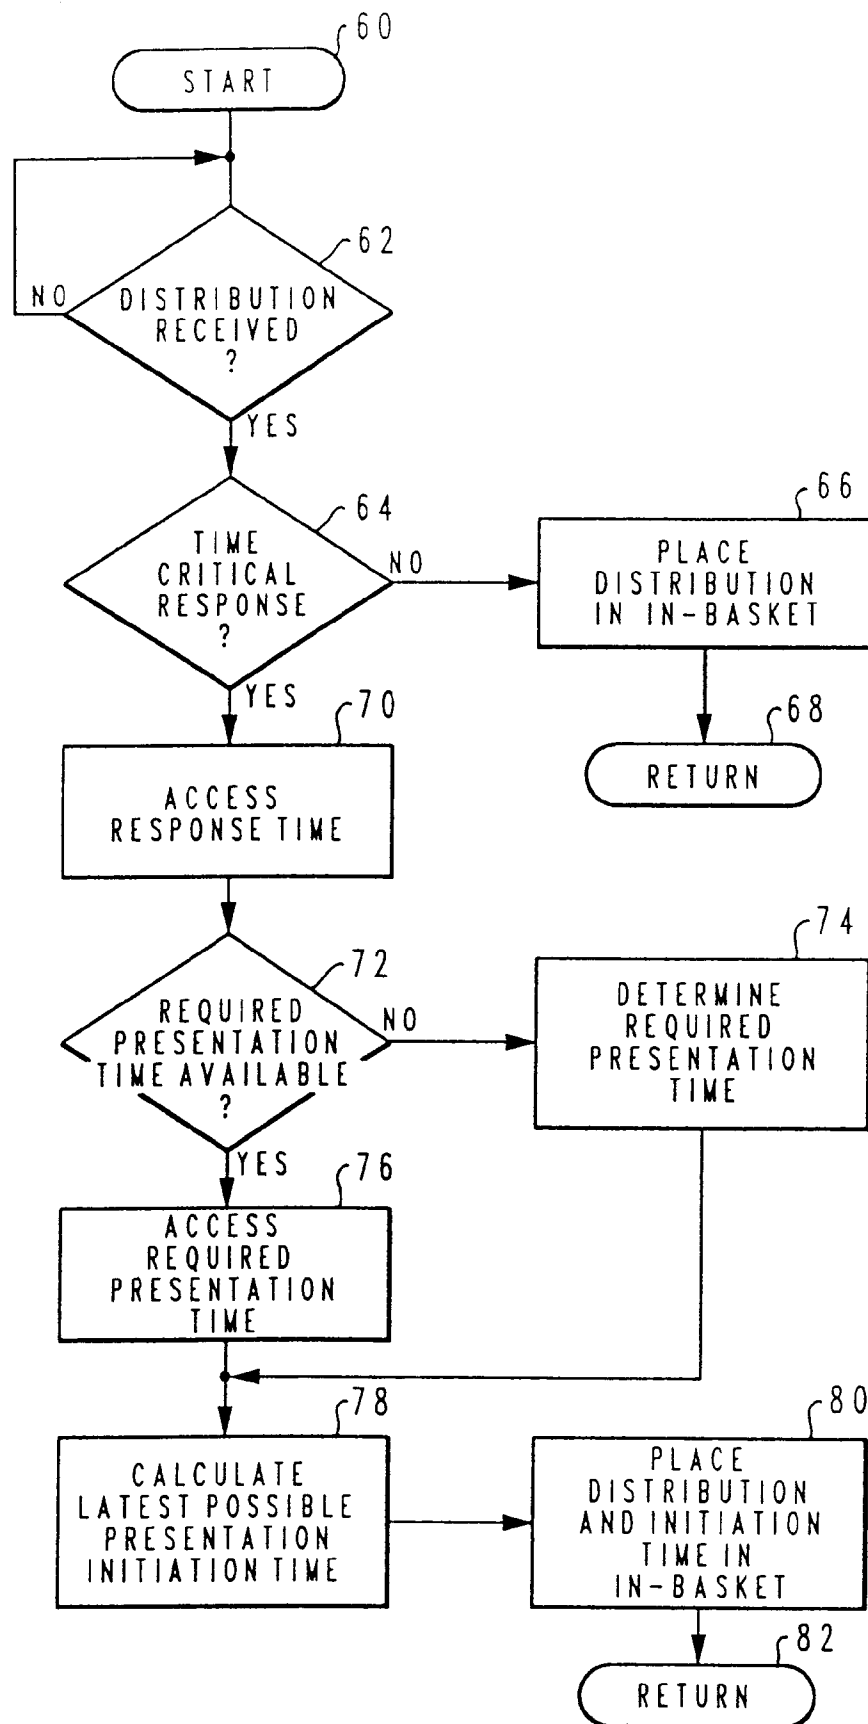 60
START
62
NO
DISTRIBUTION
RECEIVED
?
YES
64
TIME
CRITICAL
RESPONSE
?
NO
66
PLACE
DISTRIBUTION
IN IN-BASKET
YES
68
RETURN
70
ACCESS
RESPONSE TIME
72
REQUIRED
PRESENTATION
TIME AVAILABLE
?
NO
74
DETERMINE
REQUIRED
PRESENTATION
TIME
YES
76
ACCESS
REQUIRED
PRESENTATION
TIME
78
CALCULATE
LATEST POSSIBLE
PRESENTATION
INITIATION TIME
80
PLACE
DISTRIBUTION
AND INITIATION
TIME IN
IN-BASKET
82
RETURN